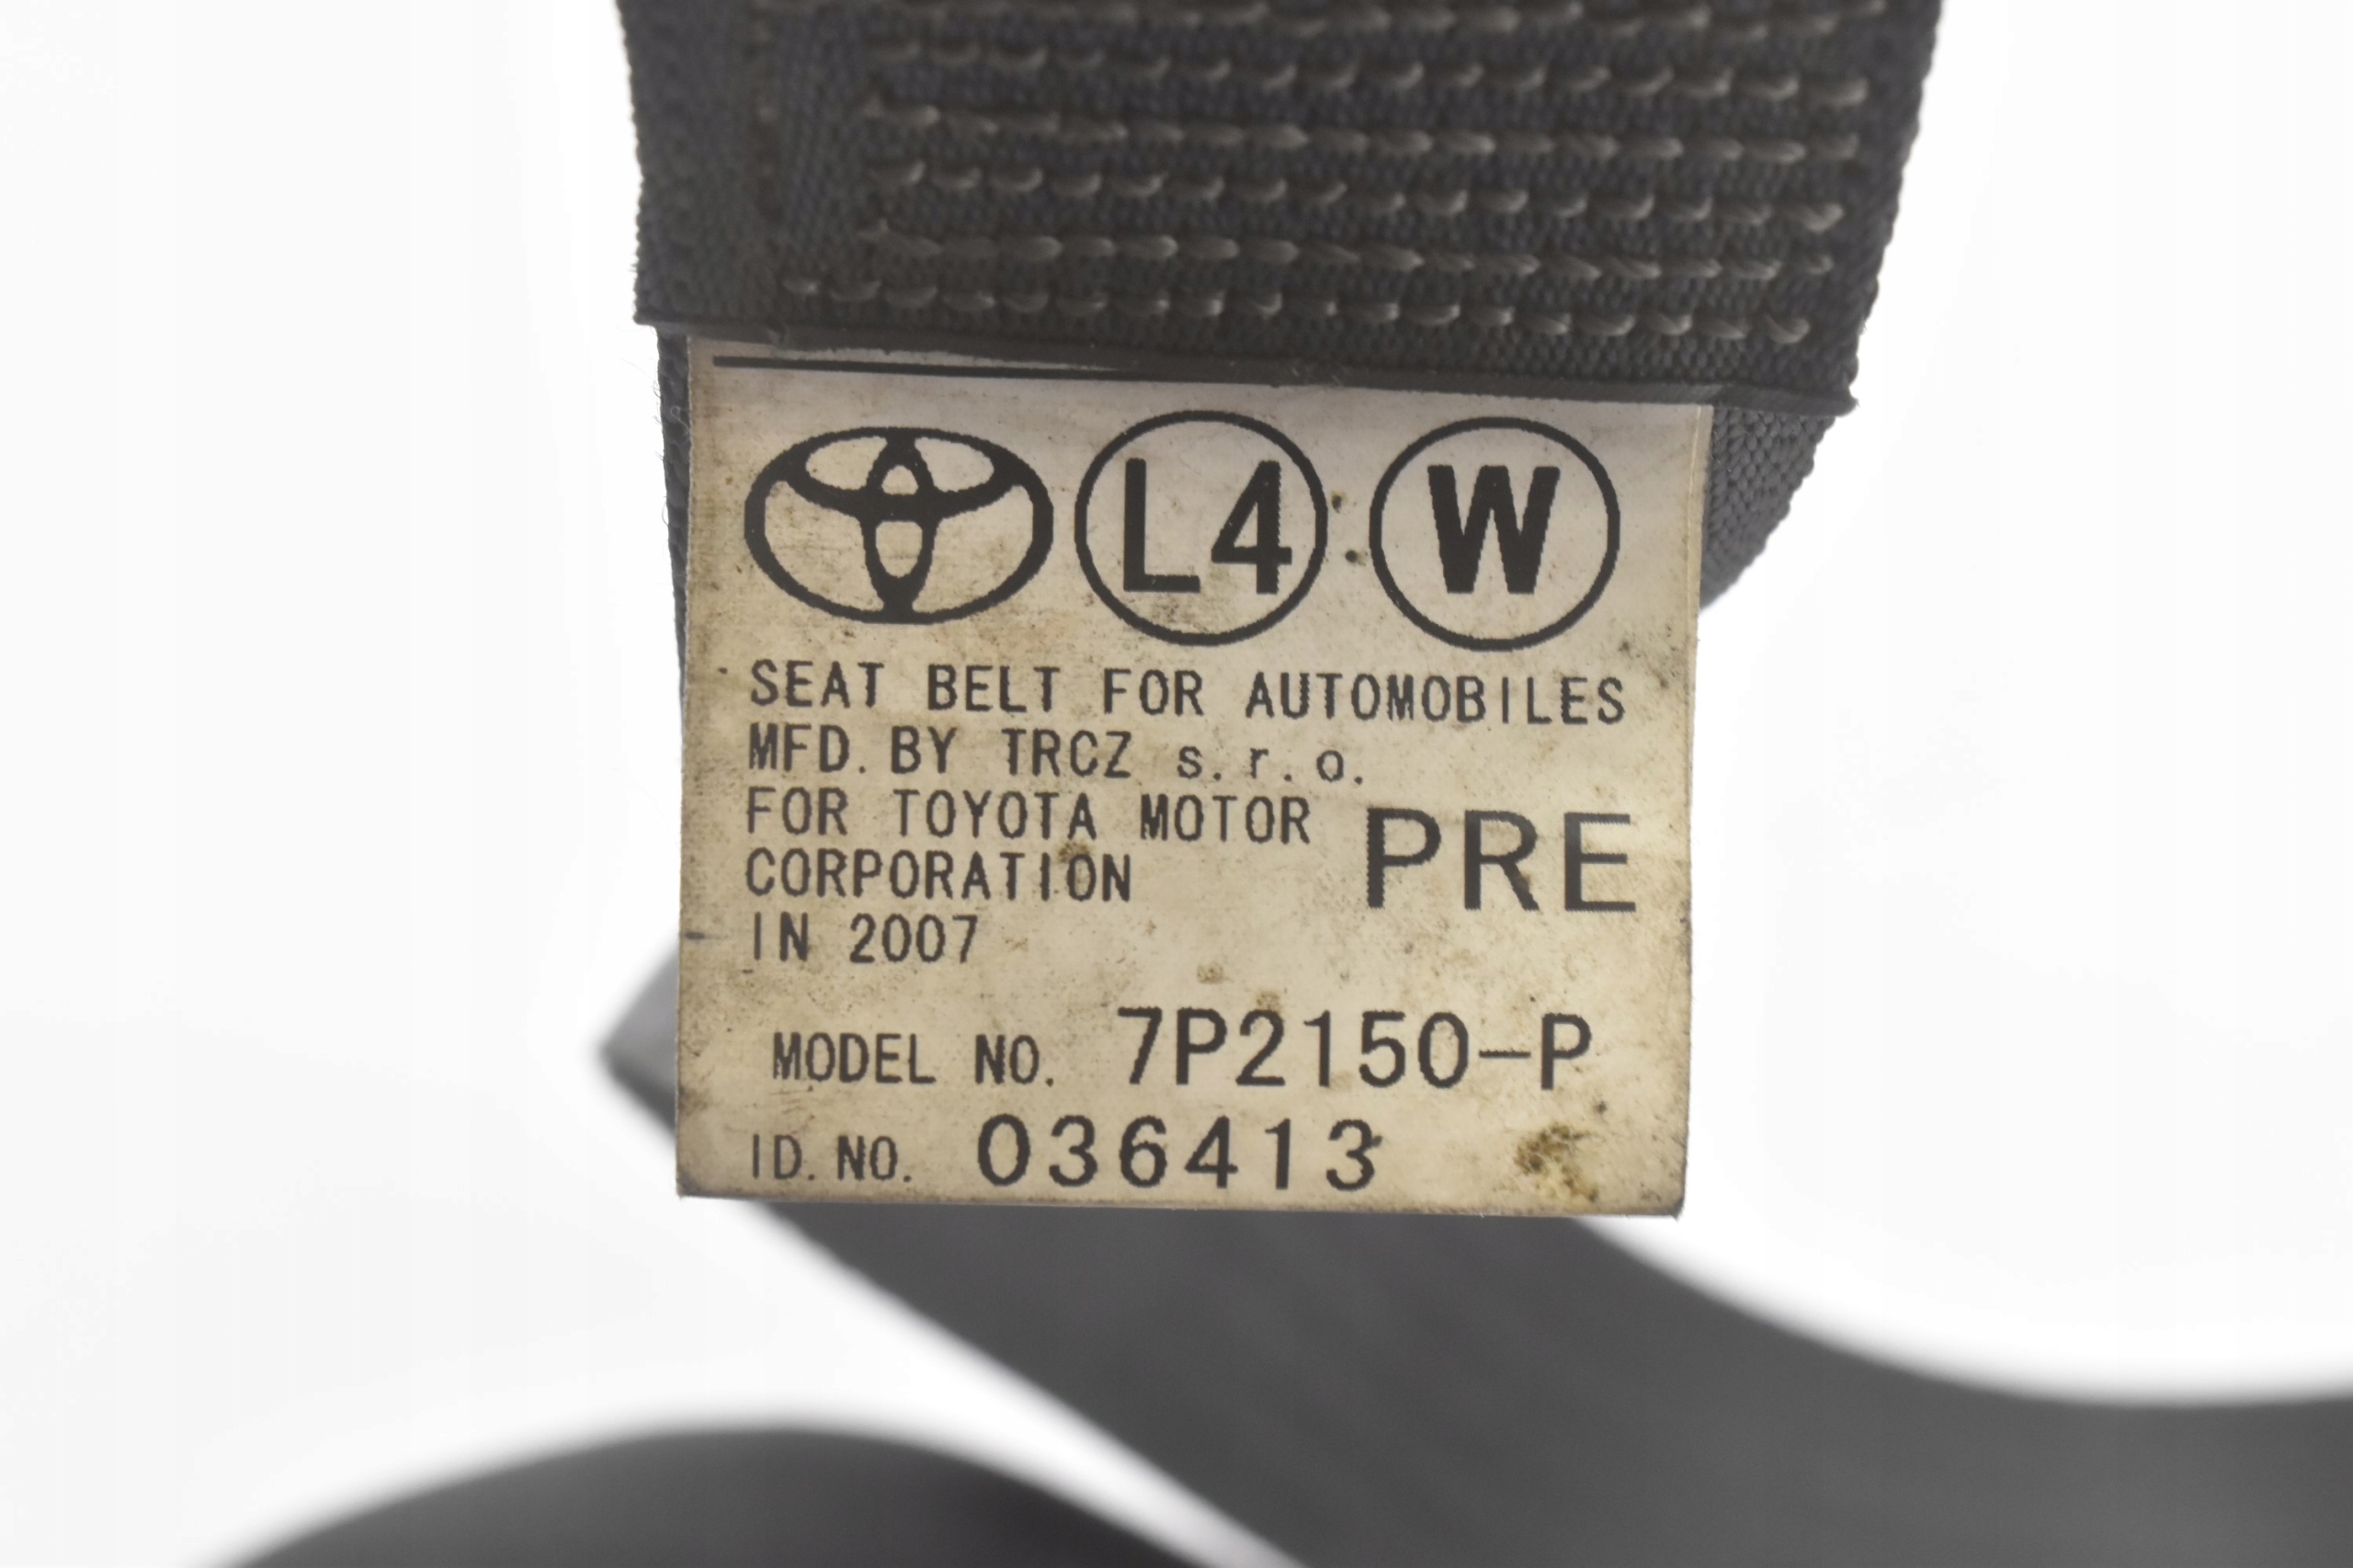 L4 W
SEAT BELT FOR AUTOMOBILES
MFD. BY TRCZ s.r.o.
FOR TOYOTA MOTOR
CORPORATION PRE
IN 2007
MODEL NO. 7P2150-P
ID. NO. 036413